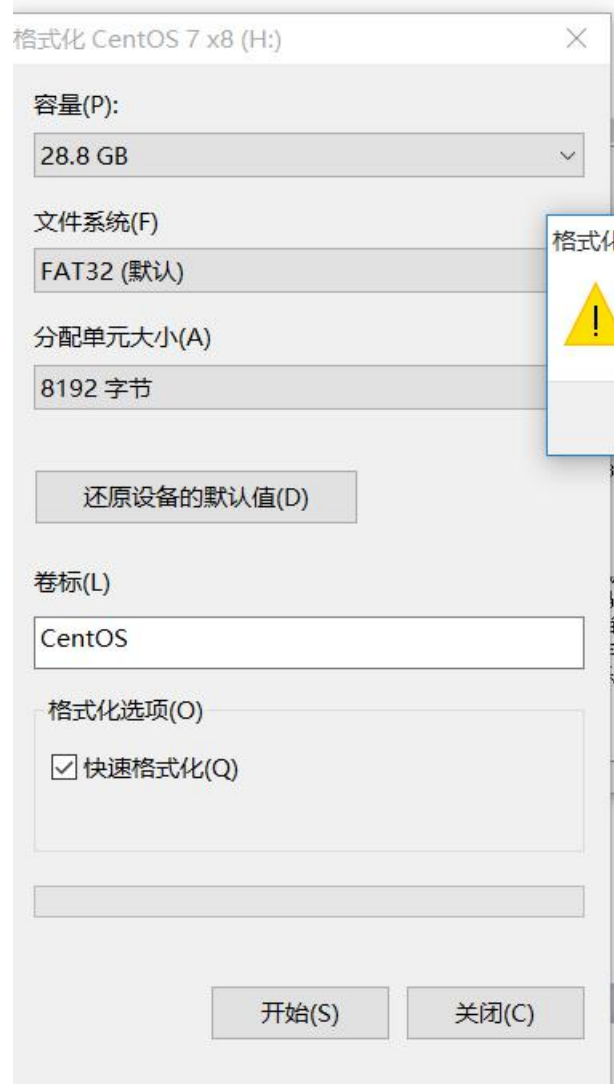 格式化 CentOS 7 x8 (H:)
容量(P):
28.8 GB
文件系统(F)
FAT32 (默认)
分配单元大小(A)
8192 字节
还原设备的默认值(D)
卷标(L)
CentOS
格式化选项(O)
快速格式化(Q)
开始(S)
关闭(C)
格式